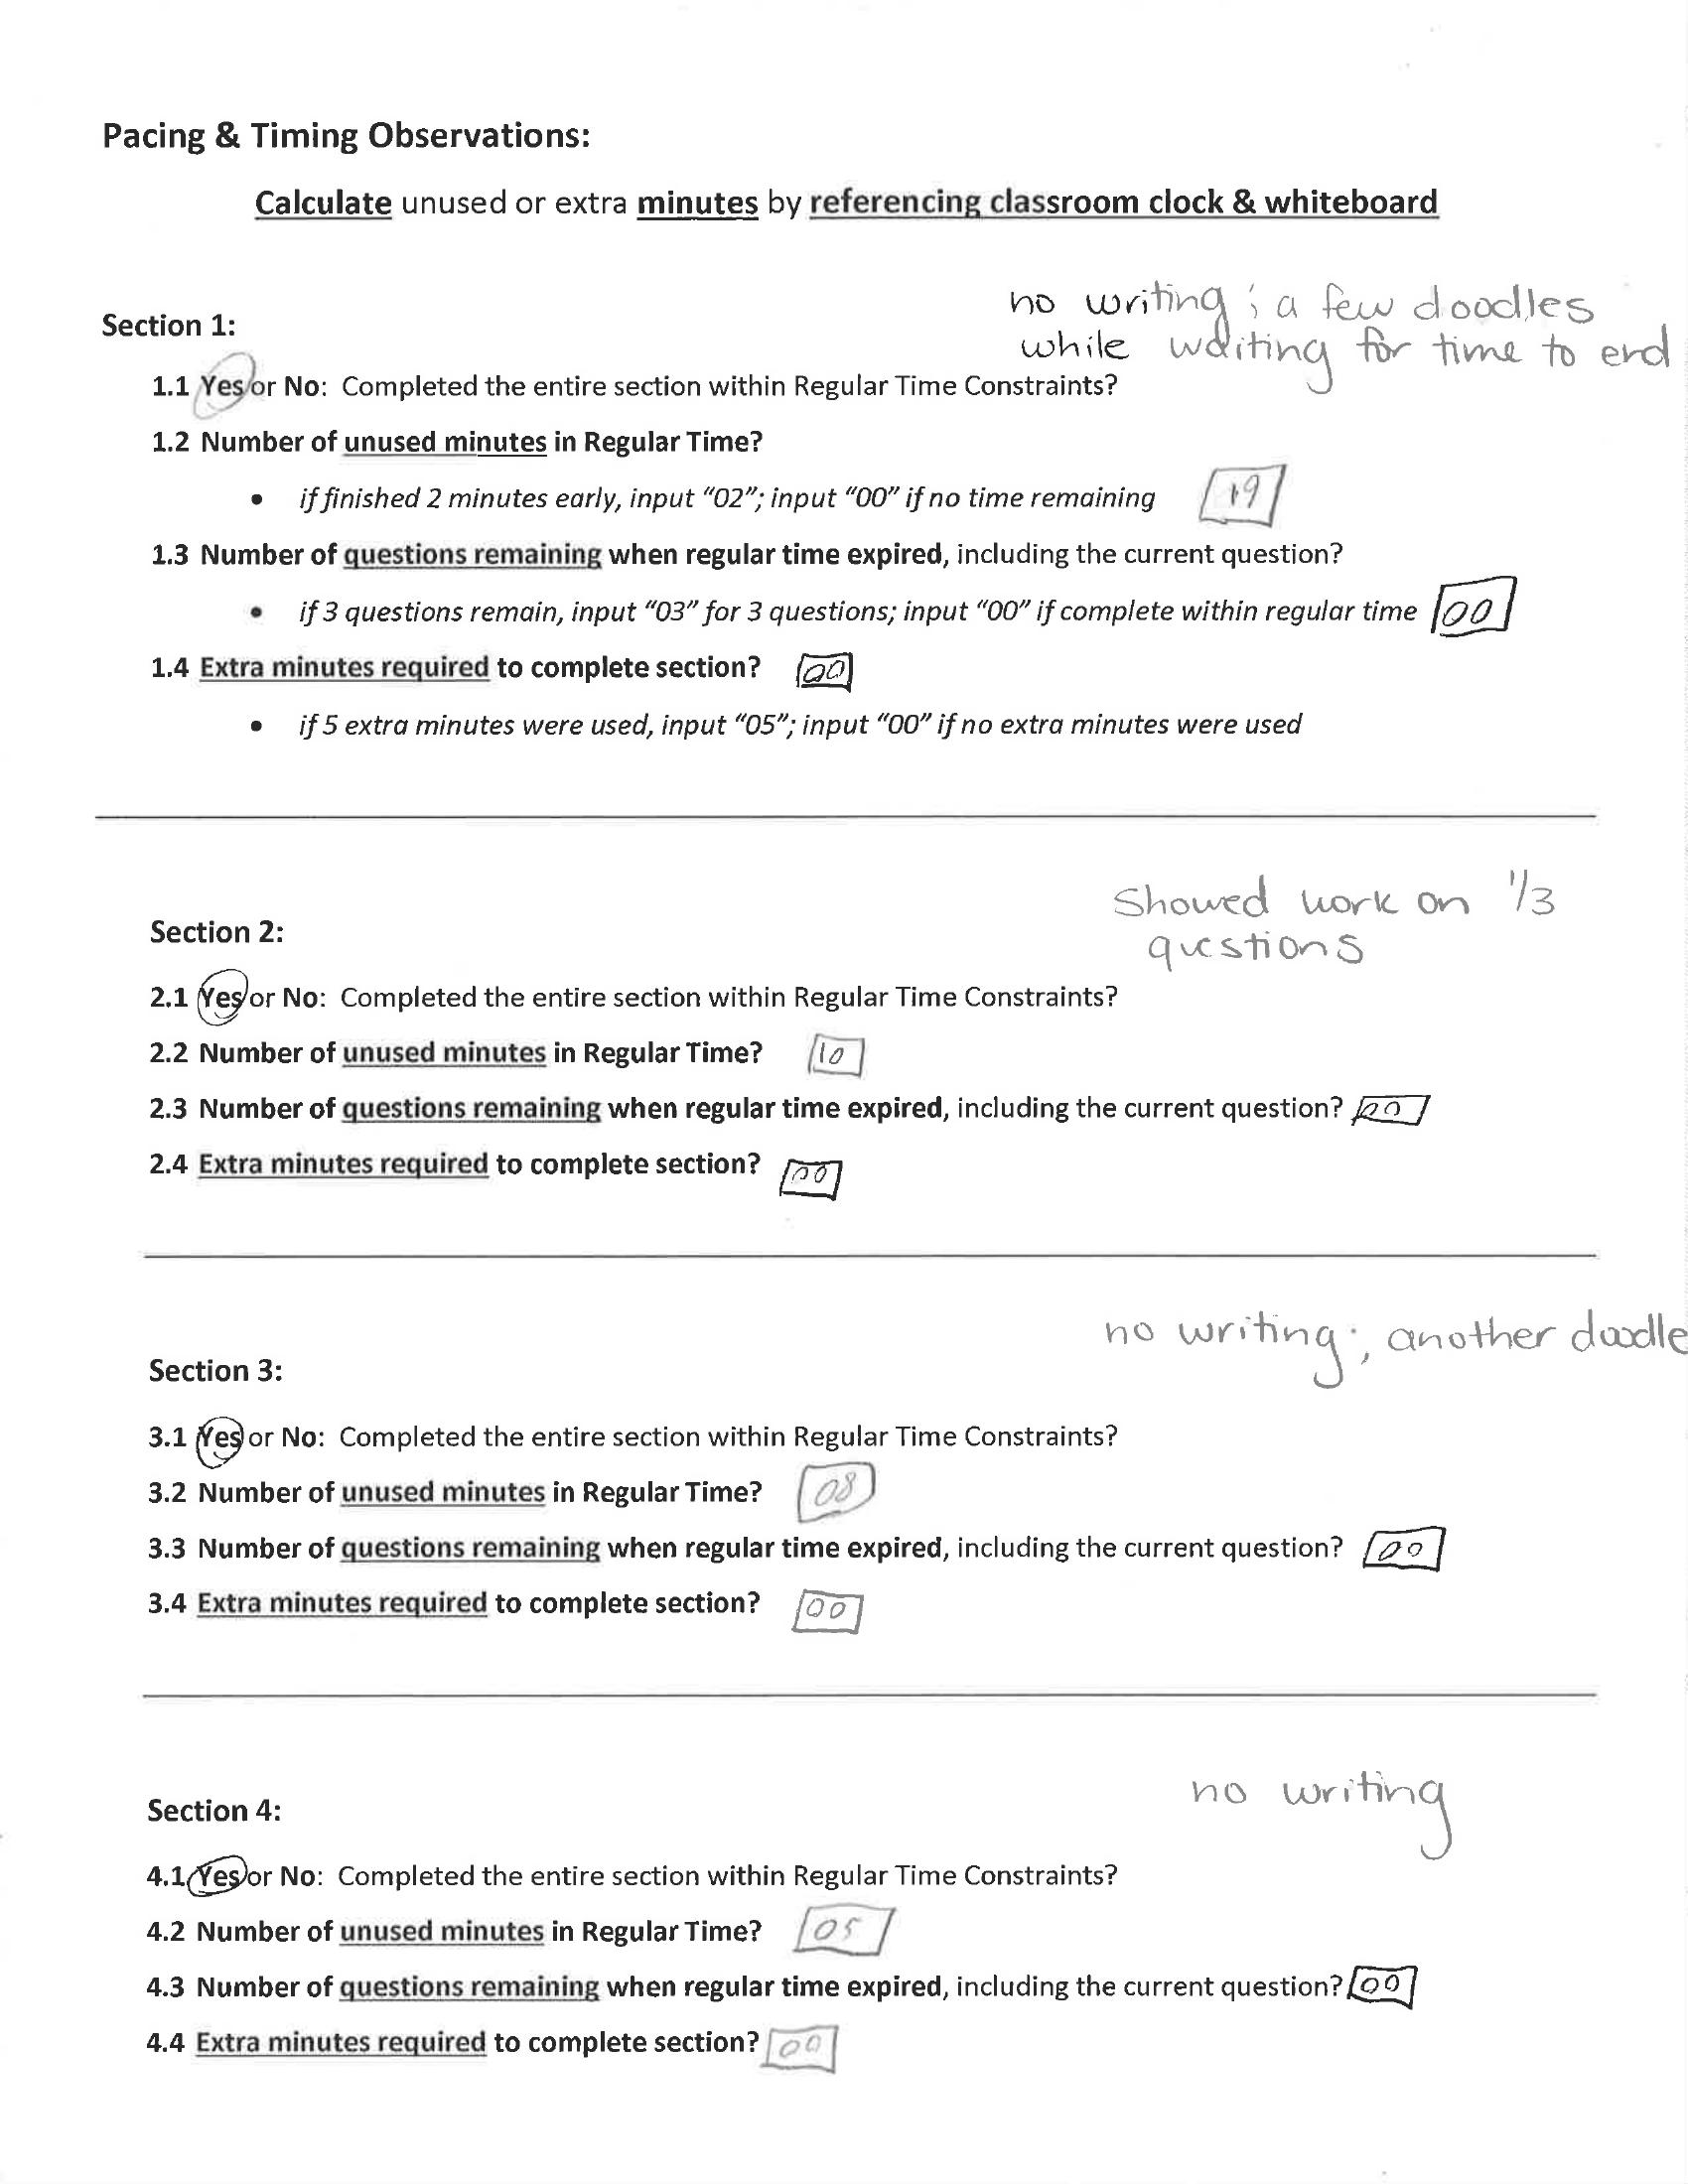 Pacing & Timing Observations:
Calculate unused or extra minutes by referencing classroom clock & whiteboard
no writing ; a few doodles
while waiting for time to end
Section 1:
1.1 Yes or No: Completed the entire section within Regular Time Constraints?
1.2 Number of unused minutes in Regular Time?
• if finished 2 minutes early, input “02”; input “00” if no time remaining 19
1.3 Number of questions remaining when regular time expired, including the current question?
• if 3 questions remain, input “03” for 3 questions; input “00” if complete within regular time 00
1.4 Extra minutes required to complete section? 00
• if 5 extra minutes were used, input “05”; input “00” if no extra minutes were used
Showed work on 1/3
questions
Section 2:
2.1 Yes or No: Completed the entire section within Regular Time Constraints?
2.2 Number of unused minutes in Regular Time? 10
2.3 Number of questions remaining when regular time expired, including the current question? 00
2.4 Extra minutes required to complete section? 00
no writing ; another doodle
Section 3:
3.1 Yes or No: Completed the entire section within Regular Time Constraints?
3.2 Number of unused minutes in Regular Time? 08
3.3 Number of questions remaining when regular time expired, including the current question? 00
3.4 Extra minutes required to complete section? 00
no writing
Section 4:
4.1 Yes or No: Completed the entire section within Regular Time Constraints?
4.2 Number of unused minutes in Regular Time? 05
4.3 Number of questions remaining when regular time expired, including the current question? 00
4.4 Extra minutes required to complete section? 00